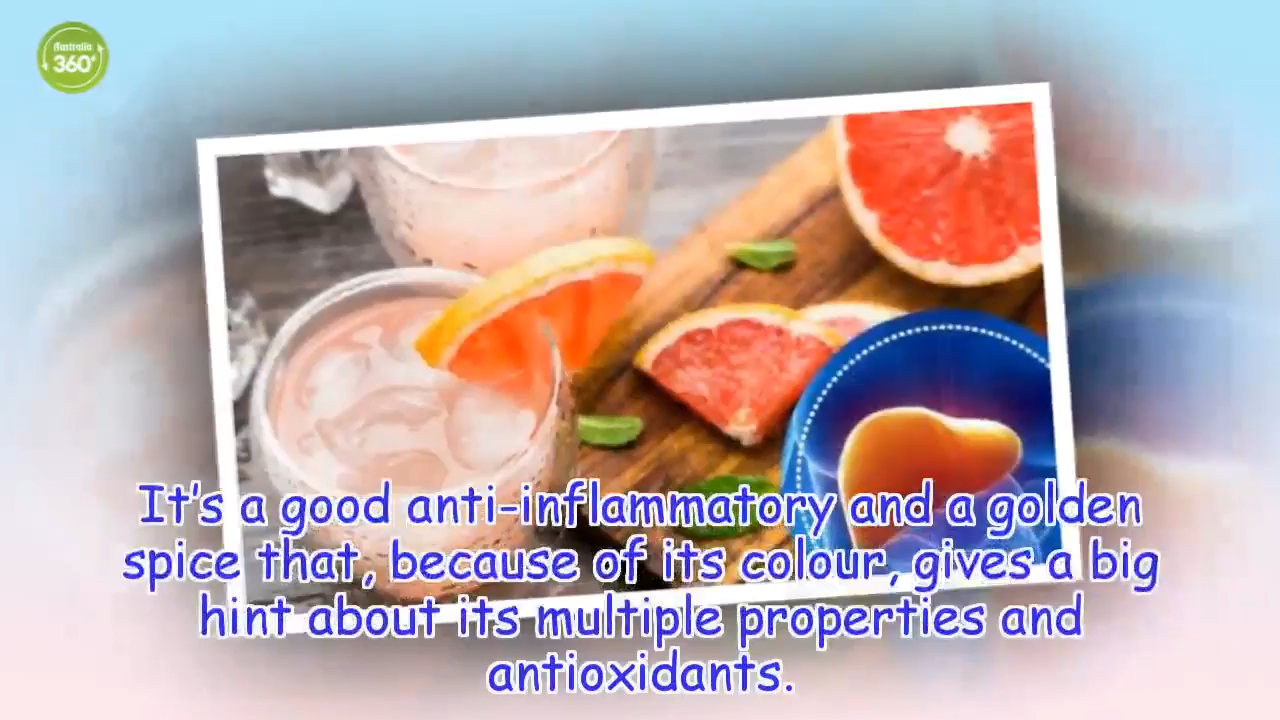 Australia
360°
It's a good anti-inflammatory and a golden
spice that, because of its colour, gives a big
hint about its multiple properties and
antioxidants.